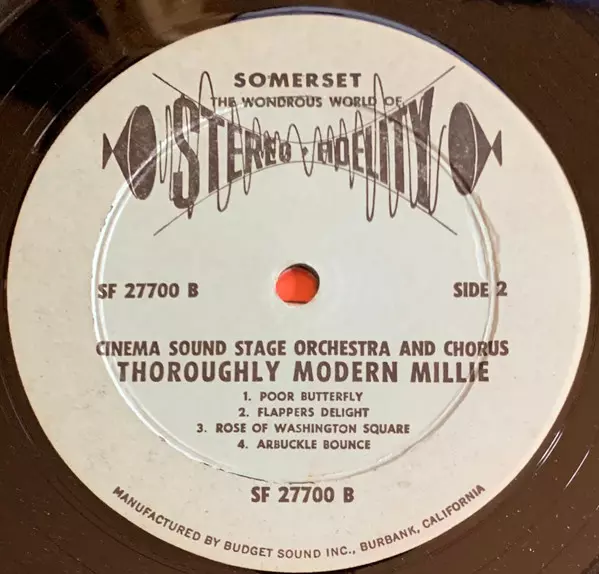 SOMERSET
THE WONDROUS WORLD OF
STEREO-FIDELITY
SF 27700 B SIDE 2
CINEMA SOUND STAGE ORCHESTRA AND CHORUS
THOROUGHLY MODERN MILLIE
1. POOR BUTTERFLY
2. FLAPPERS DELIGHT
3. ROSE OF WASHINGTON SQUARE
4. ARBUCKLE BOUNCE
SF 27700 B
MANUFACTURED BY BUDGET SOUND INC., BURBANK, CALIFORNIA